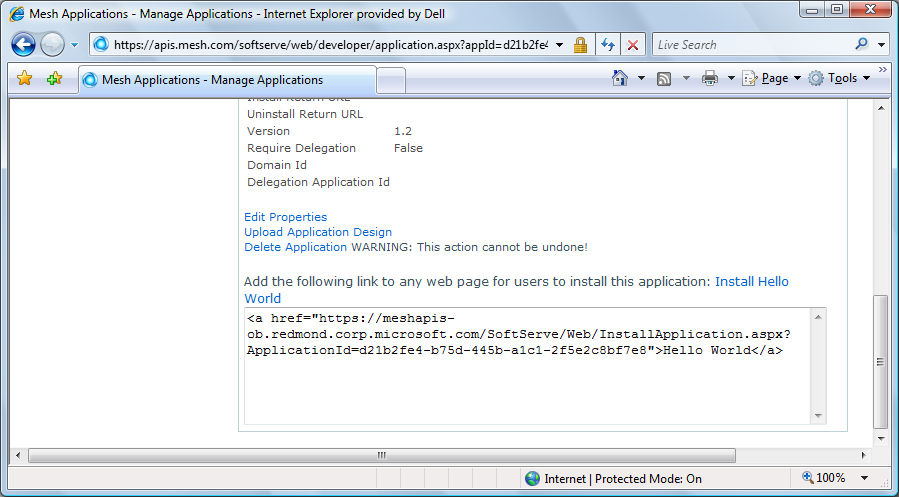 Mesh Applications - Manage Applications - Internet Explorer provided by Dell
https://apis.mesh.com/softserve/web/developer/application.aspx?appId=d21b2fe4
Live Search
Mesh Applications - Manage Applications
Page
Tools
Install Return URL
Uninstall Return URL
Version 1.2
Require Delegation False
Domain Id
Delegation Application Id
Edit Properties
Upload Application Design
Delete Application WARNING: This action cannot be undone!
Add the following link to any web page for users to install this application: Install Hello
World
<a href="https://meshapis-
ob.redmond.corp.microsoft.com/SoftServe/Web/InstallApplication.aspx?
ApplicationId=d21b2fe4-b75d-445b-a1c1-2f5e2c8bf7e8">Hello World</a>
Internet | Protected Mode: On
100%